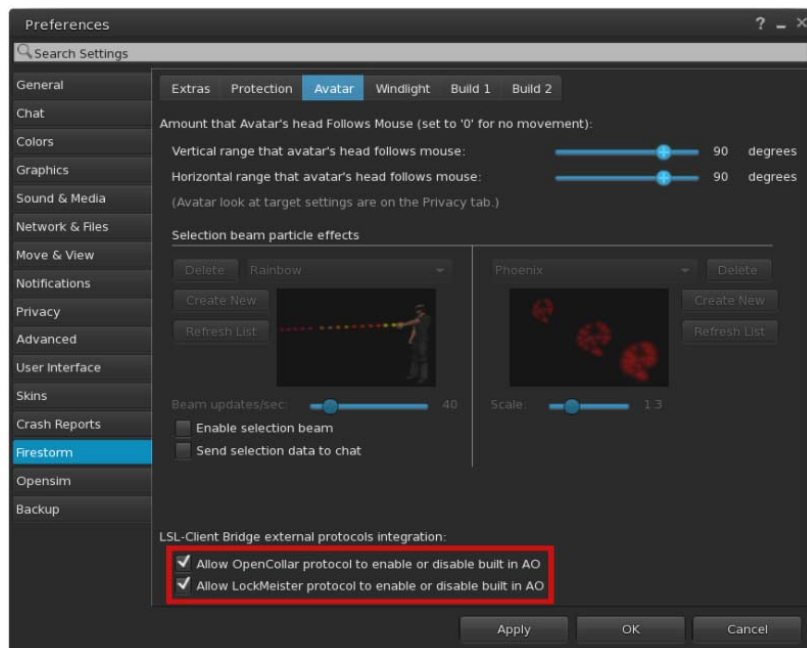 Preferences ? _ ×
Search Settings
General
Chat
Colors
Graphics
Sound & Media
Network & Files
Move & View
Notifications
Privacy
Advanced
User Interface
Skins
Crash Reports
Firestorm
Opensim
Backup
Extras Protection Avatar Windlight Build 1 Build 2
Amount that Avatar's head Follows Mouse (set to '0' for no movement):
Vertical range that avatar's head follows mouse: 90 degrees
Horizontal range that avatar's head follows mouse: 90 degrees
(Avatar look at target settings are on the Privacy tab.)
Selection beam particle effects
Delete Rainbow Phoenix Delete
Create New Create New
Refresh List Refresh List
Beam updates/sec: 40 Scale: 1.3
Enable selection beam
Send selection data to chat
LSL-Client Bridge external protocols integration:
Allow OpenCollar protocol to enable or disable built in AO
Allow LockMeister protocol to enable or disable built in AO
Apply OK Cancel